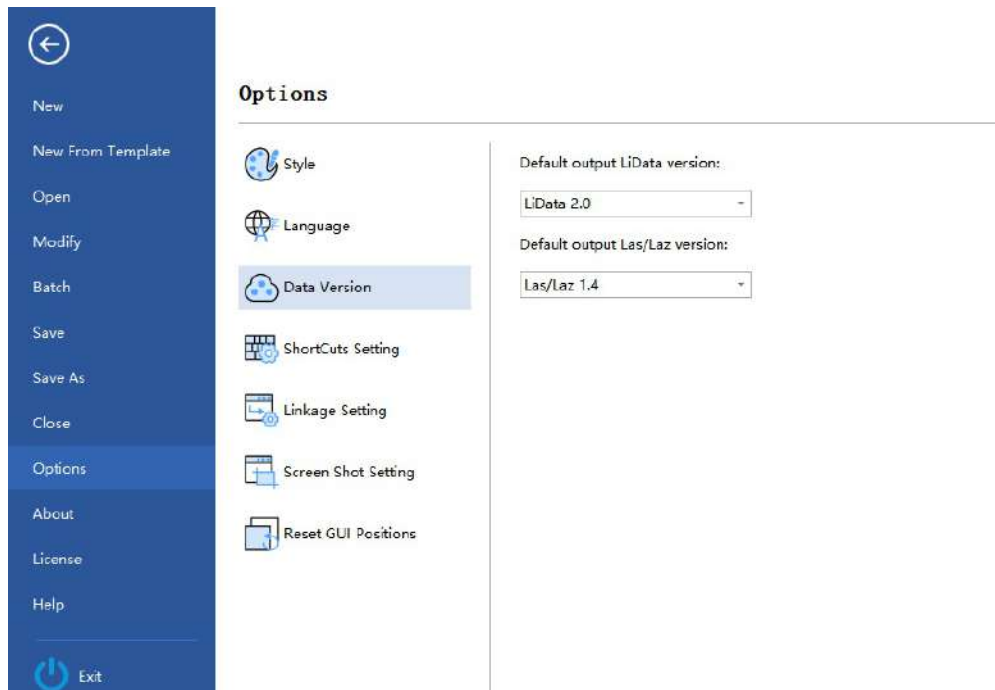 New
New From Template
Open
Modify
Batch
Save
Save As
Close
Options
About
License
Help
Exit
Options
Style
Language
Data Version
ShortCuts Setting
Linkage Setting
Screen Shot Setting
Reset GUI Positions
Default output LiData version:
LiData 2.0
Default output Las/Laz version:
Las/Laz 1.4